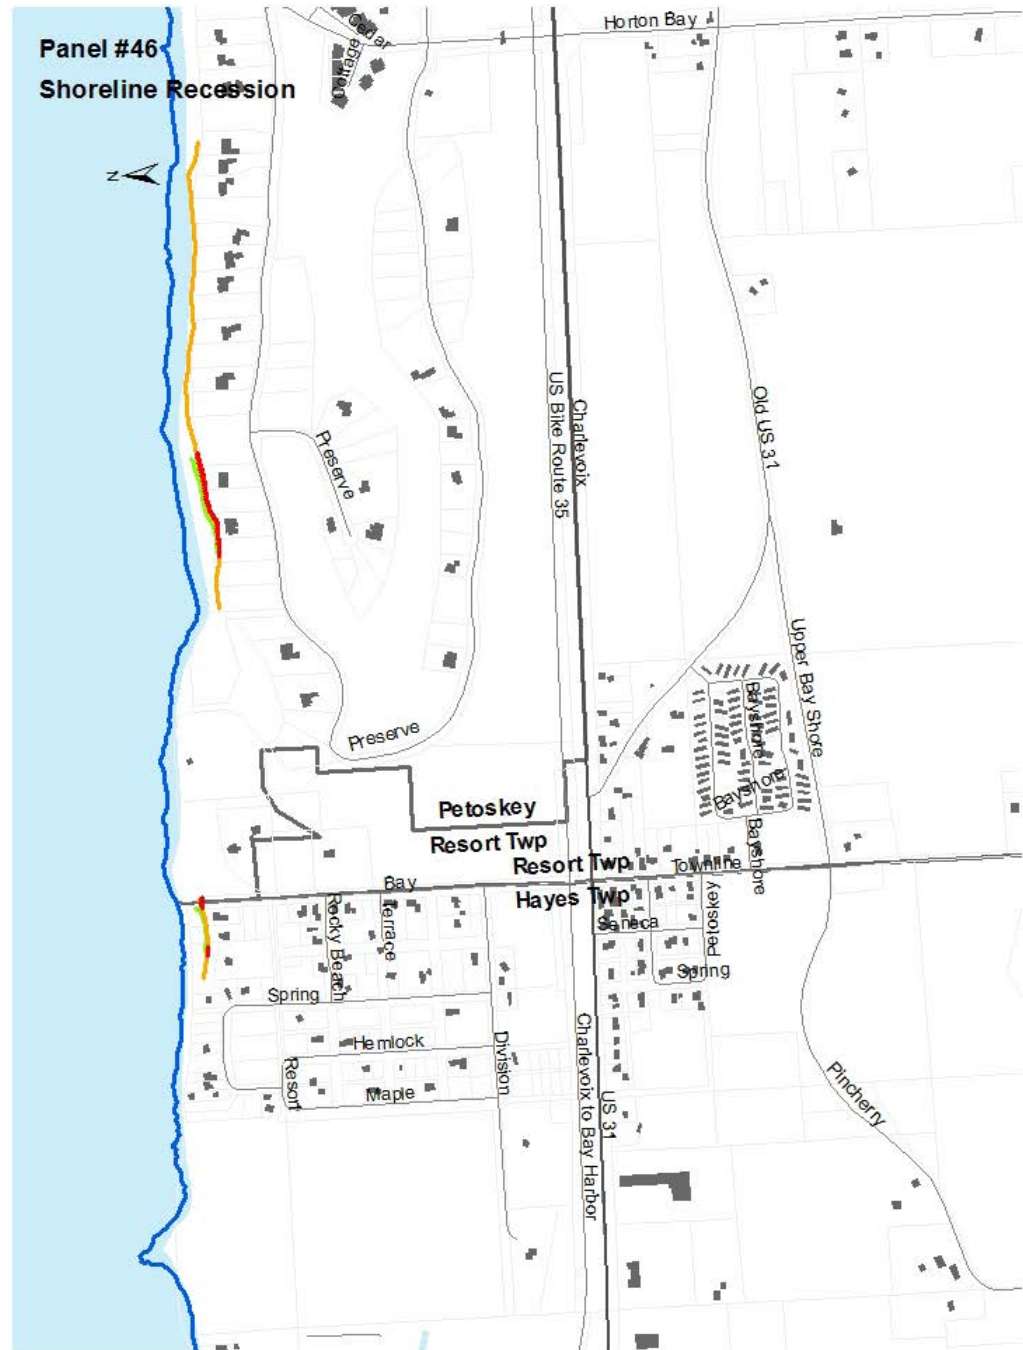 Panel #46
Shoreline Recession
Horton Bay
Cedar
Cottage
N
Preserve
Charlevoix
US Bike Route 35
Old US 31
Upper Bay Shore
Bayshore
Bayshore
Bayshore
Preserve
Petoskey
Resort Twp
Resort Twp
Townline
Hayes Twp
Bay
Terrace
Rocky Beach
Seneca
Petoskey
Spring
Spring
Hemlock
Division
Resort
Maple
Charlevoix to Bay Harbor
US 31
Pincherry